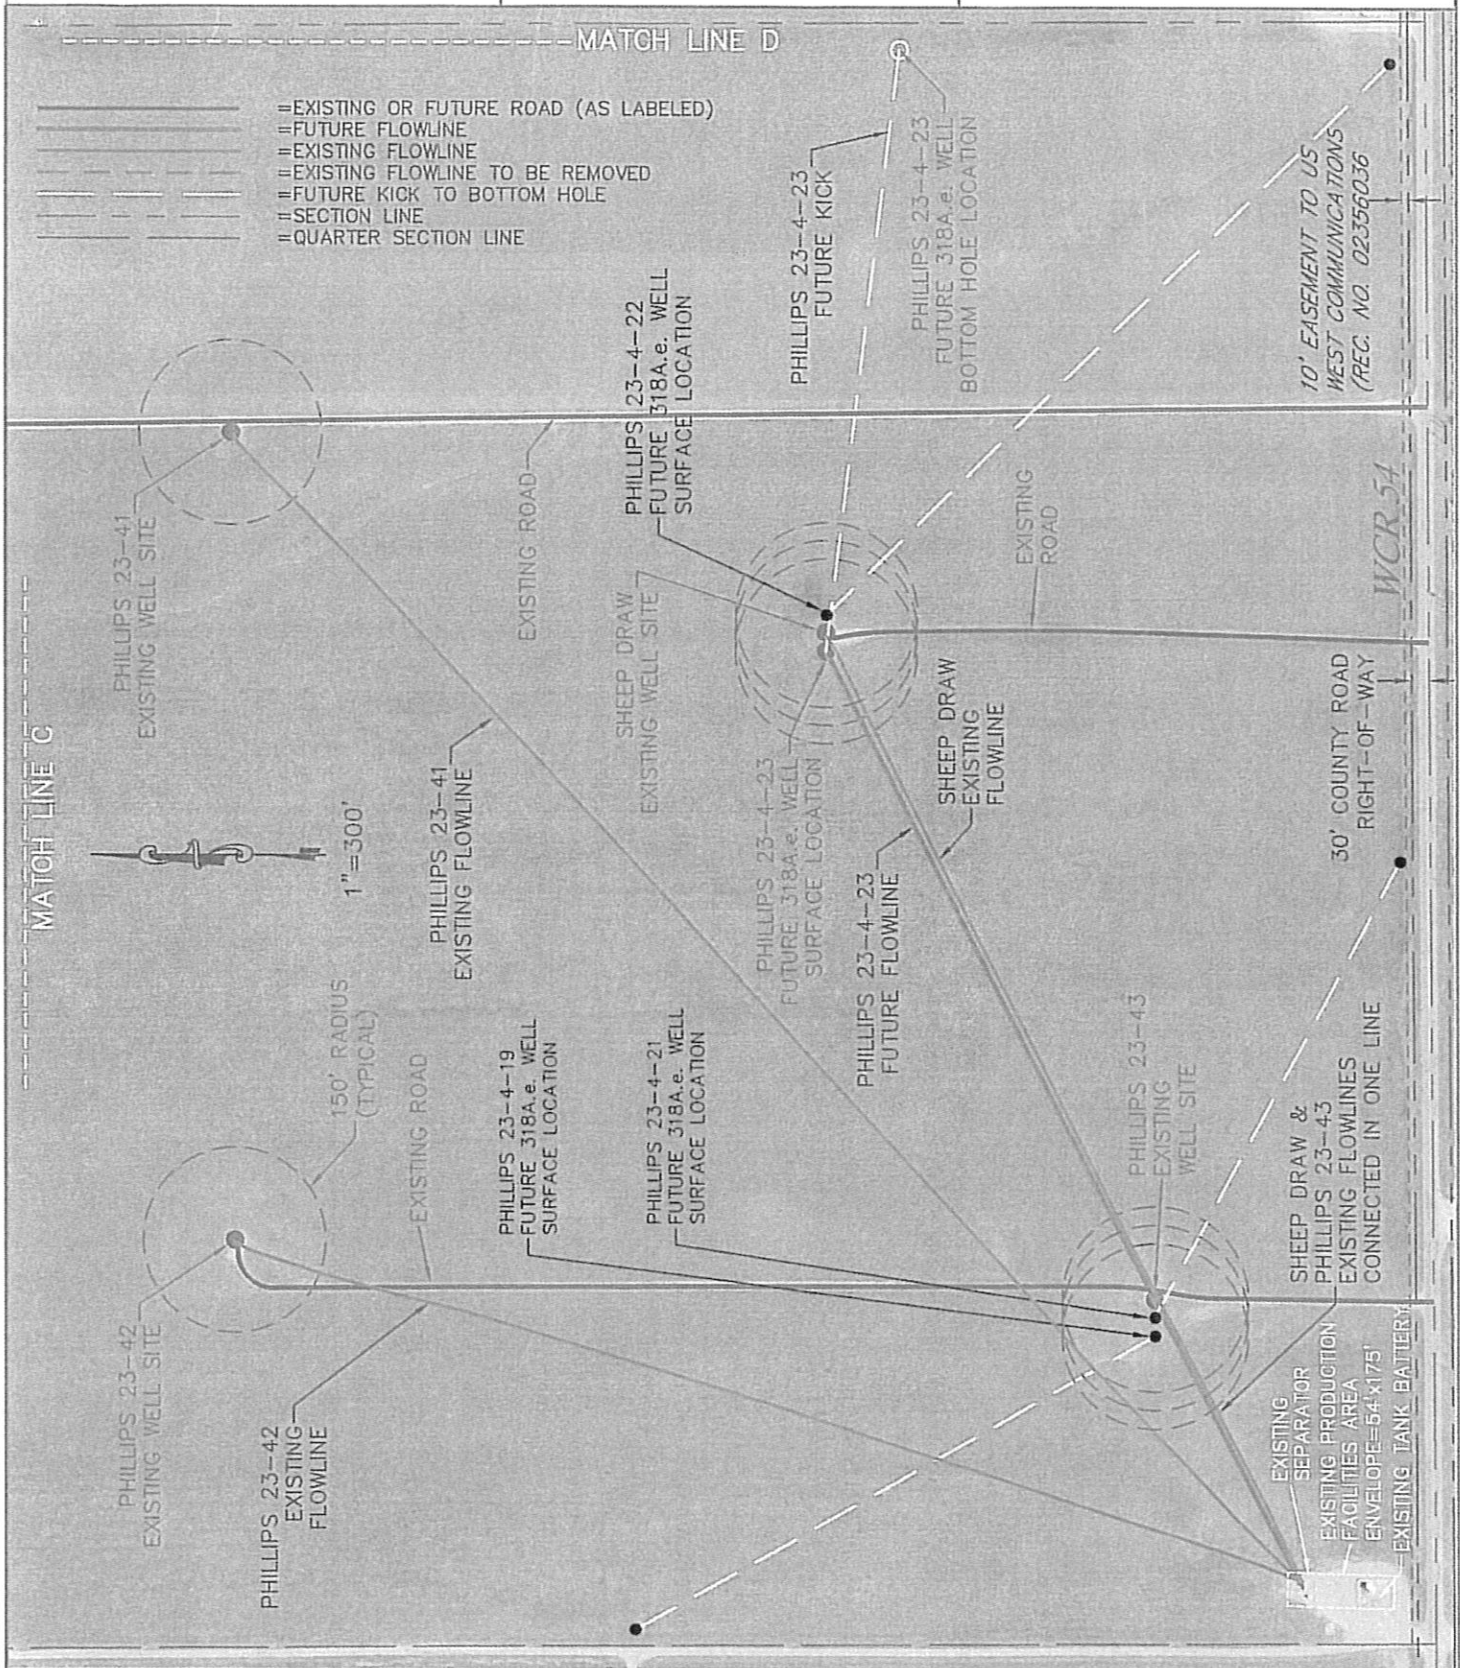 MATCH LINE D
=EXISTING OR FUTURE ROAD (AS LABELED)
=FUTURE FLOWLINE
=EXISTING FLOWLINE
=EXISTING FLOWLINE TO BE REMOVED
=FUTURE KICK TO BOTTOM HOLE
=SECTION LINE
=QUARTER SECTION LINE
MATCH LINE C
1"=300'
PHILLIPS 23-41
EXISTING WELL SITE
PHILLIPS 23-41
EXISTING FLOWLINE
EXISTING ROAD
PHILLIPS 23-4-22
FUTURE 318A.e. WELL
SURFACE LOCATION
PHILLIPS 23-4-23
FUTURE KICK
PHILLIPS 23-4-23
FUTURE 318A.e. WELL
BOTTOM HOLE LOCATION
10' EASEMENT TO US
WEST COMMUNICATIONS
(REC. NO. 02356036
SHEEP DRAW
EXISTING WELL SITE
EXISTING
ROAD
WCR 54
PHILLIPS 23-4-23
FUTURE 318A.e. WELL
SURFACE LOCATION
SHEEP DRAW
EXISTING
FLOWLINE
PHILLIPS 23-4-23
FUTURE FLOWLINE
30' COUNTY ROAD
RIGHT-OF-WAY
150' RADIUS
(TYPICAL)
EXISTING ROAD
PHILLIPS 23-42
EXISTING WELL SITE
PHILLIPS 23-42
EXISTING
FLOWLINE
PHILLIPS 23-4-19
FUTURE 318A.e. WELL
SURFACE LOCATION
PHILLIPS 23-4-21
FUTURE 318A.e. WELL
SURFACE LOCATION
PHILLIPS 23-43
EXISTING
WELL SITE
SHEEP DRAW &
PHILLIPS 23-43
EXISTING FLOWLINES
CONNECTED IN ONE LINE
EXISTING
SEPARATOR
EXISTING PRODUCTION
FACILITIES AREA
ENVELOPE=54'x175'
EXISTING TANK BATTERY